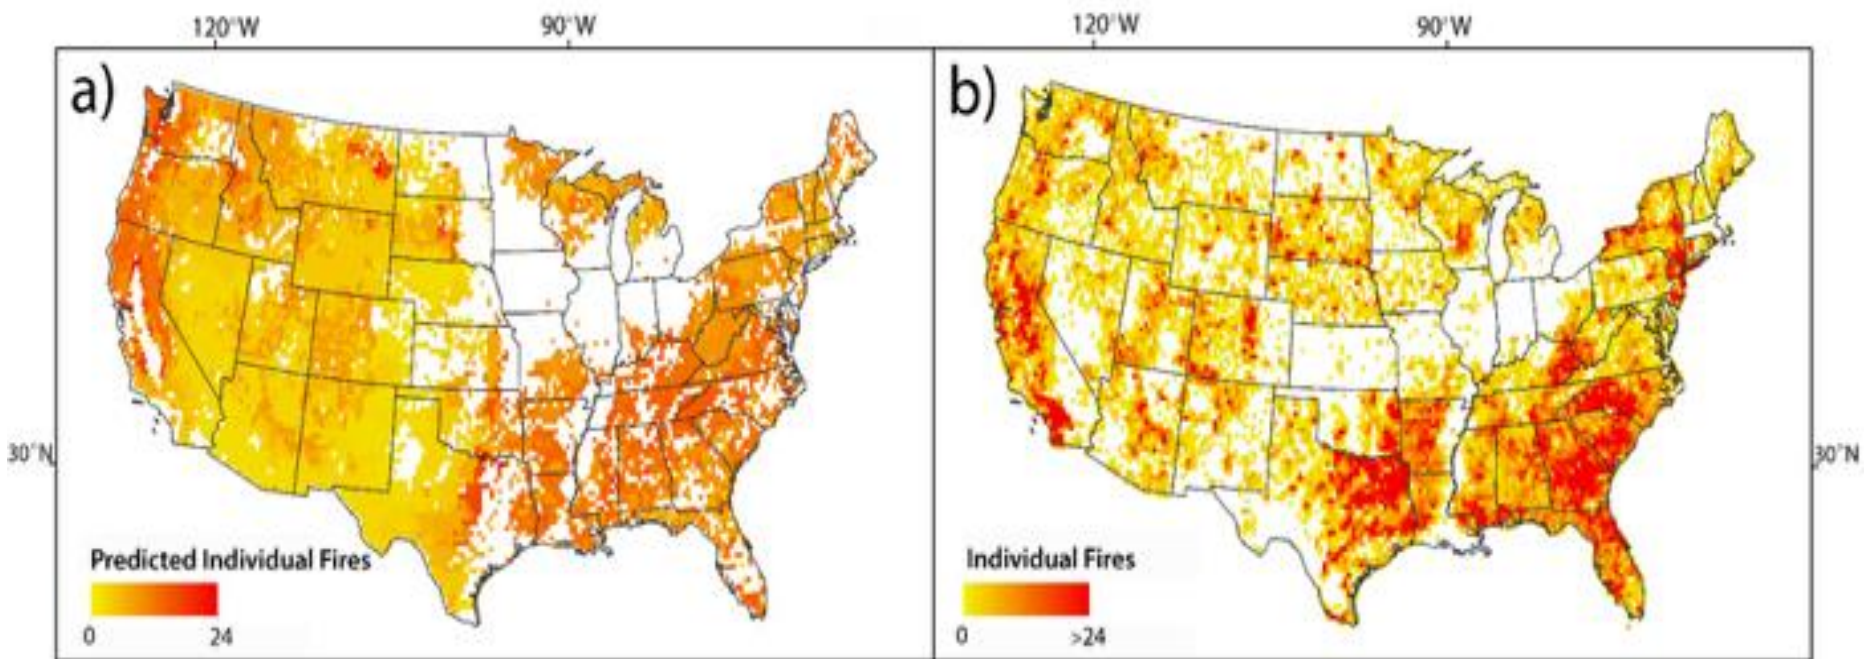 120°W 90°W 120°W 90°W
a) b)
30°N 30°N
Predicted Individual Fires Individual Fires
0 24 0 >24